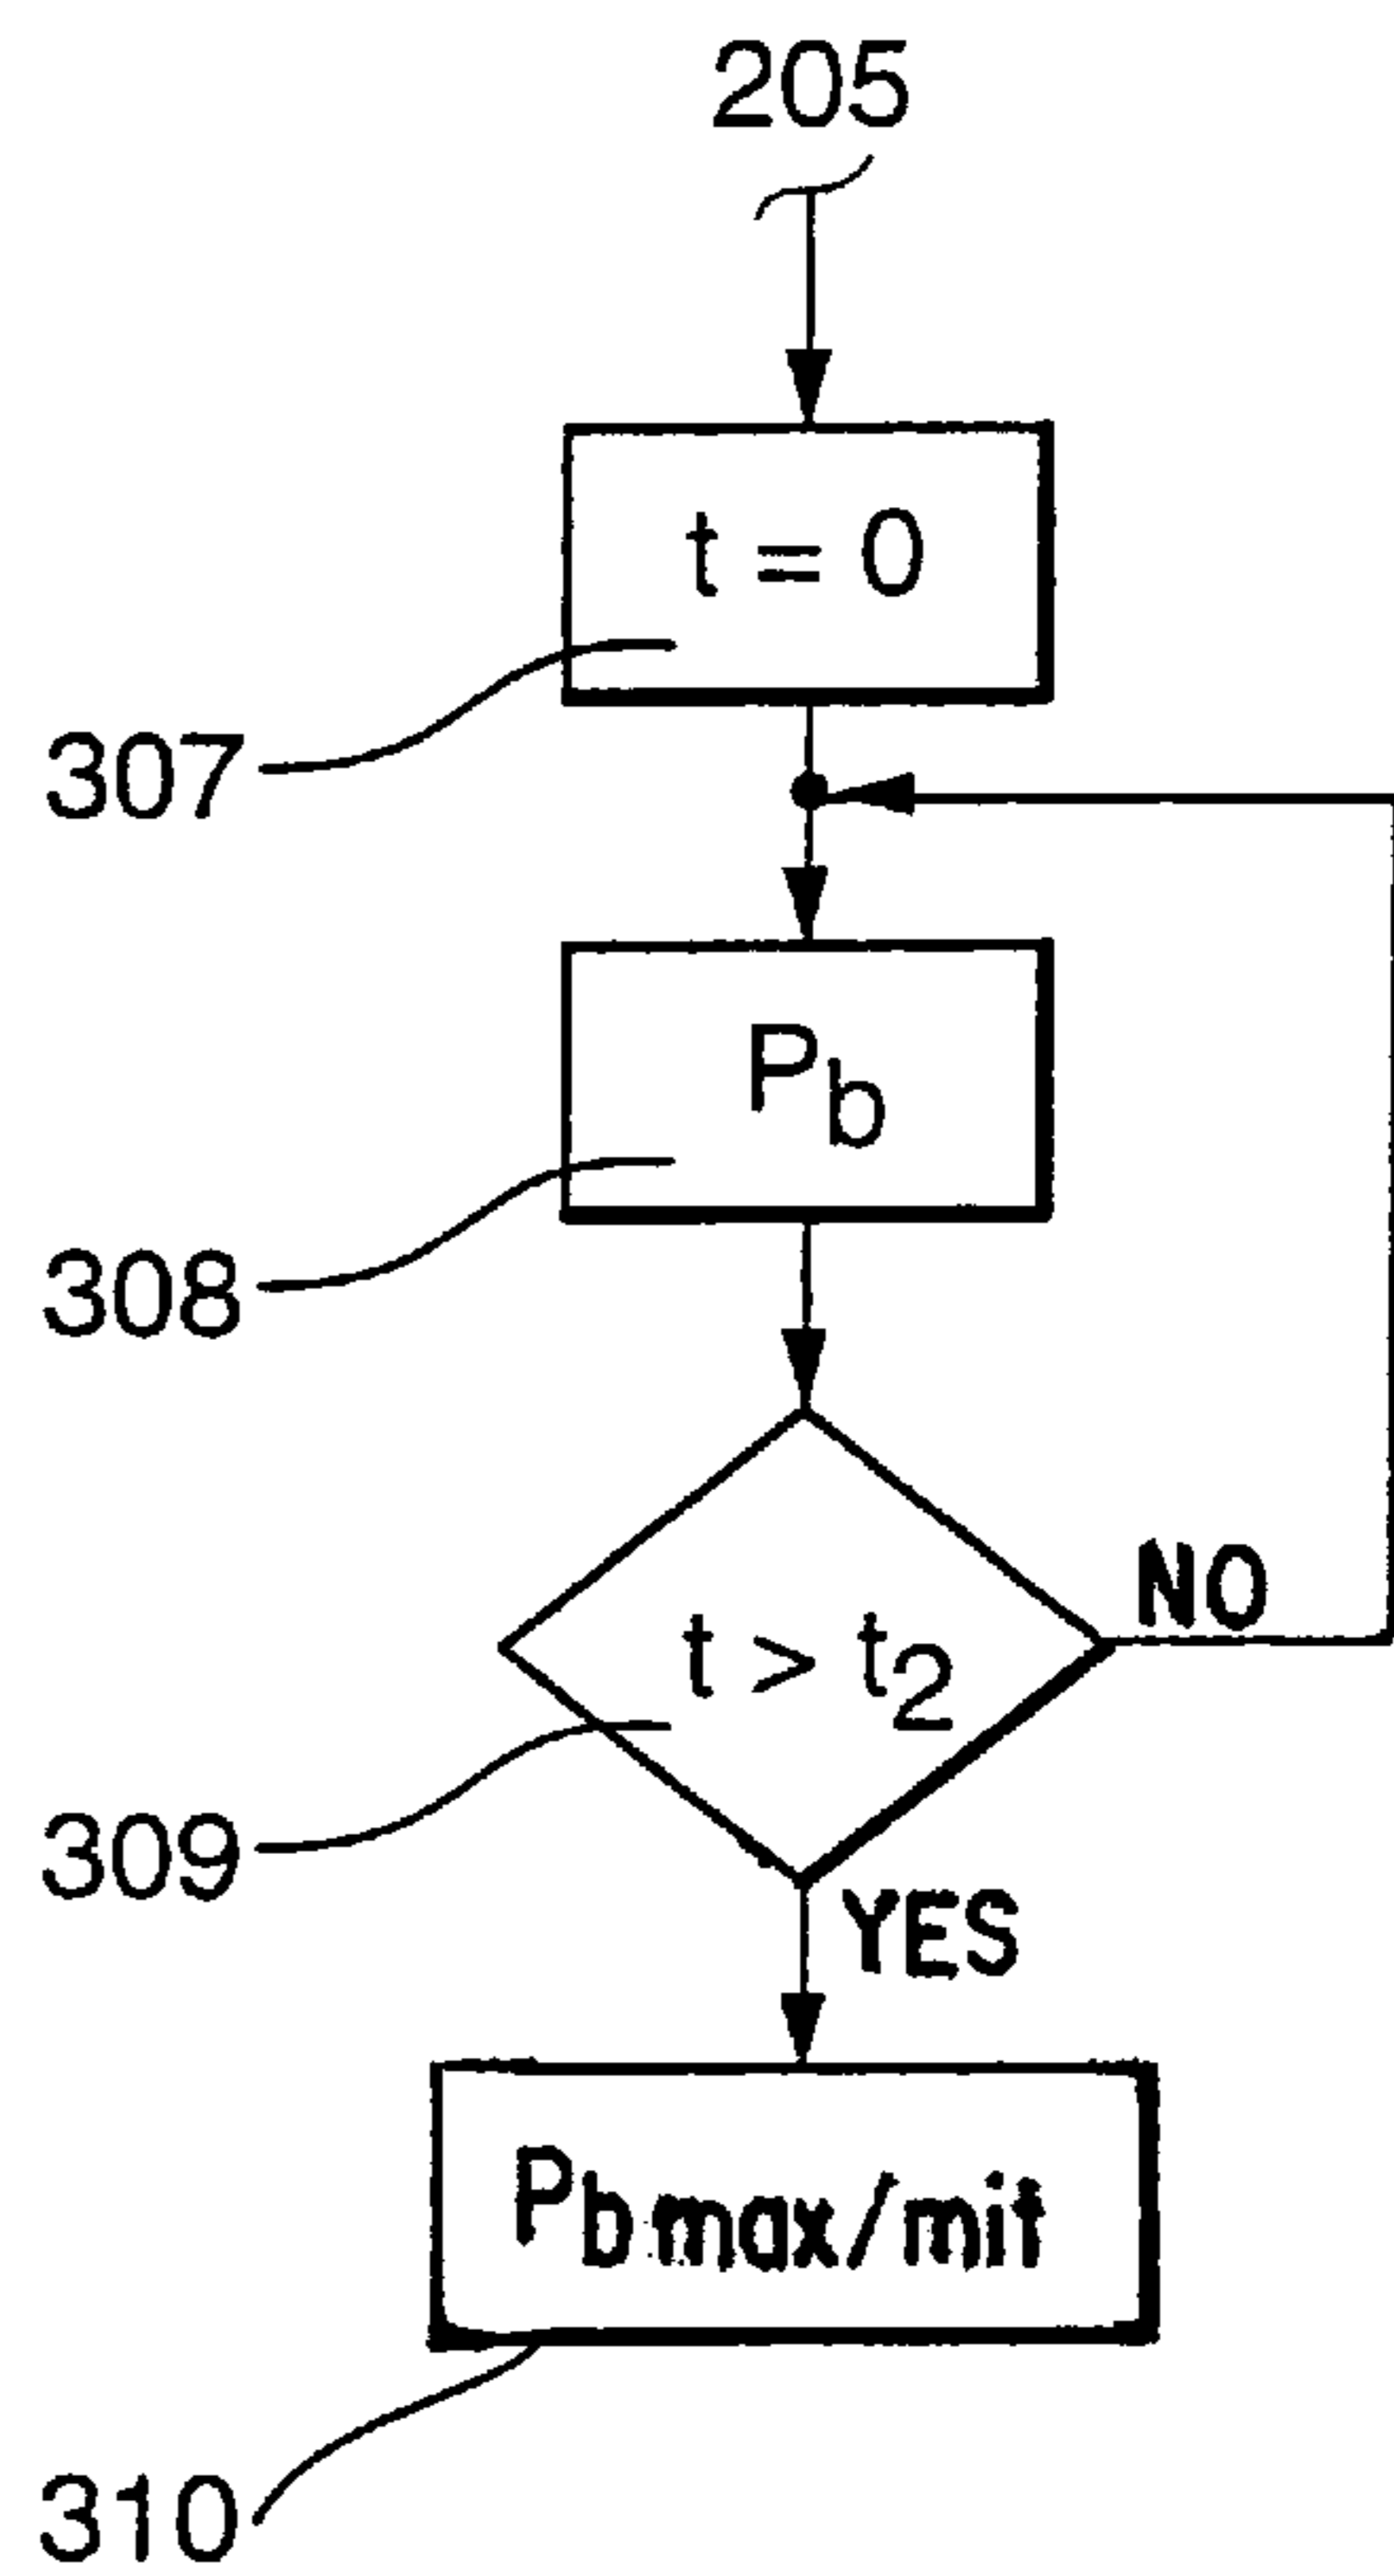 205
t = 0
307
Pb
308
NO
t > t2
309
YES
Pb max/mit
310